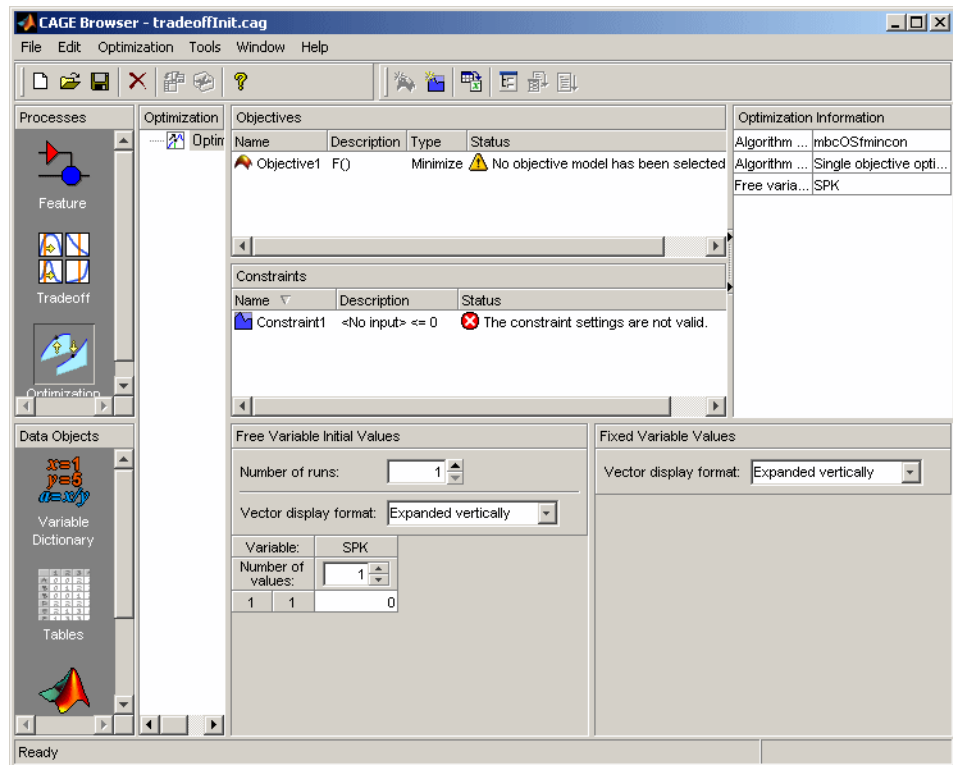 CAGE Browser - tradeoffInit.cag
File Edit Optimization Tools Window Help
Processes
Feature
Tradeoff
Optimization
Optimization
Optim
Objectives
Name Description Type Status
Objective1 F() Minimize No objective model has been selected
Constraints
Name Description Status
Constraint1 <No input> <= 0 The constraint settings are not valid.
Optimization Information
Algorithm ... mbcOSfmincon
Algorithm ... Single objective opti...
Free varia... SPK
Data Objects
x=1
y=5
a=x/y
Variable
Dictionary
Tables
Free Variable Initial Values
Number of runs: 1
Vector display format: Expanded vertically
Variable: SPK
Number of values: 1
1 1 0
Fixed Variable Values
Vector display format: Expanded vertically
Ready